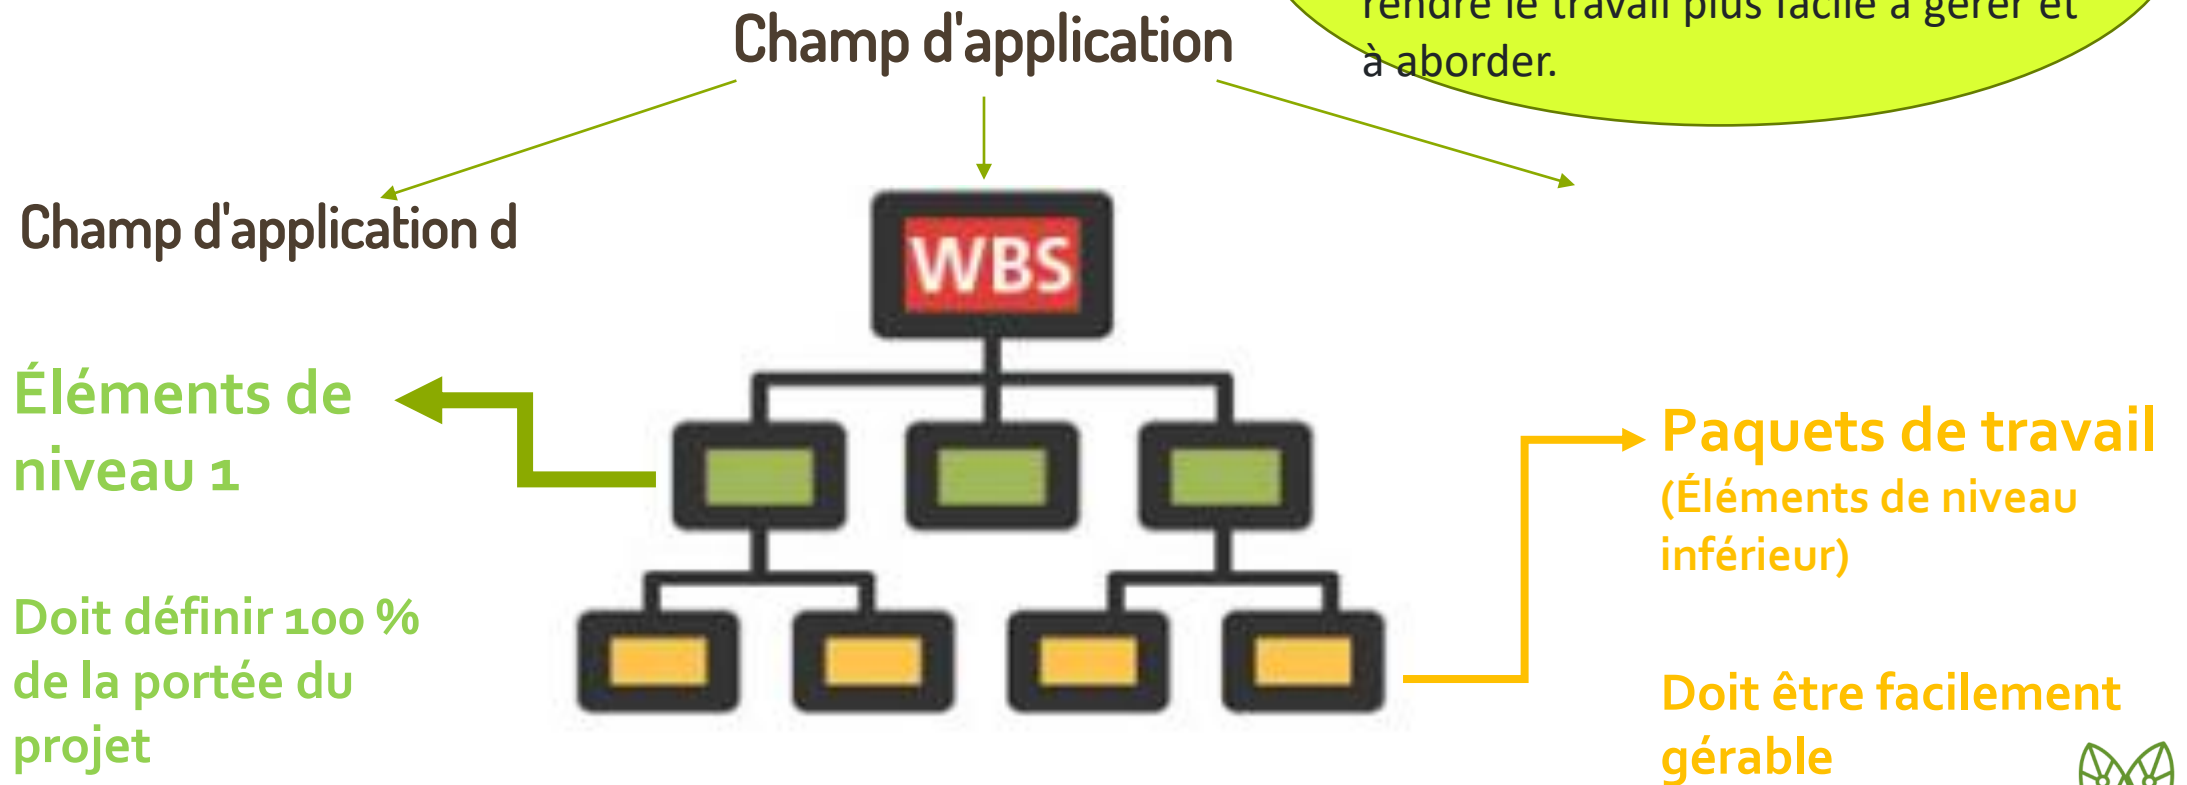 rendre le travail plus facile à gérer et
à aborder.
Champ d'application
Champ d'application d
WBS
Éléments de
niveau 1
Doit définir 100 %
de la portée du
projet
Paquets de travail
(Éléments de niveau
inférieur)
Doit être facilement
gérable